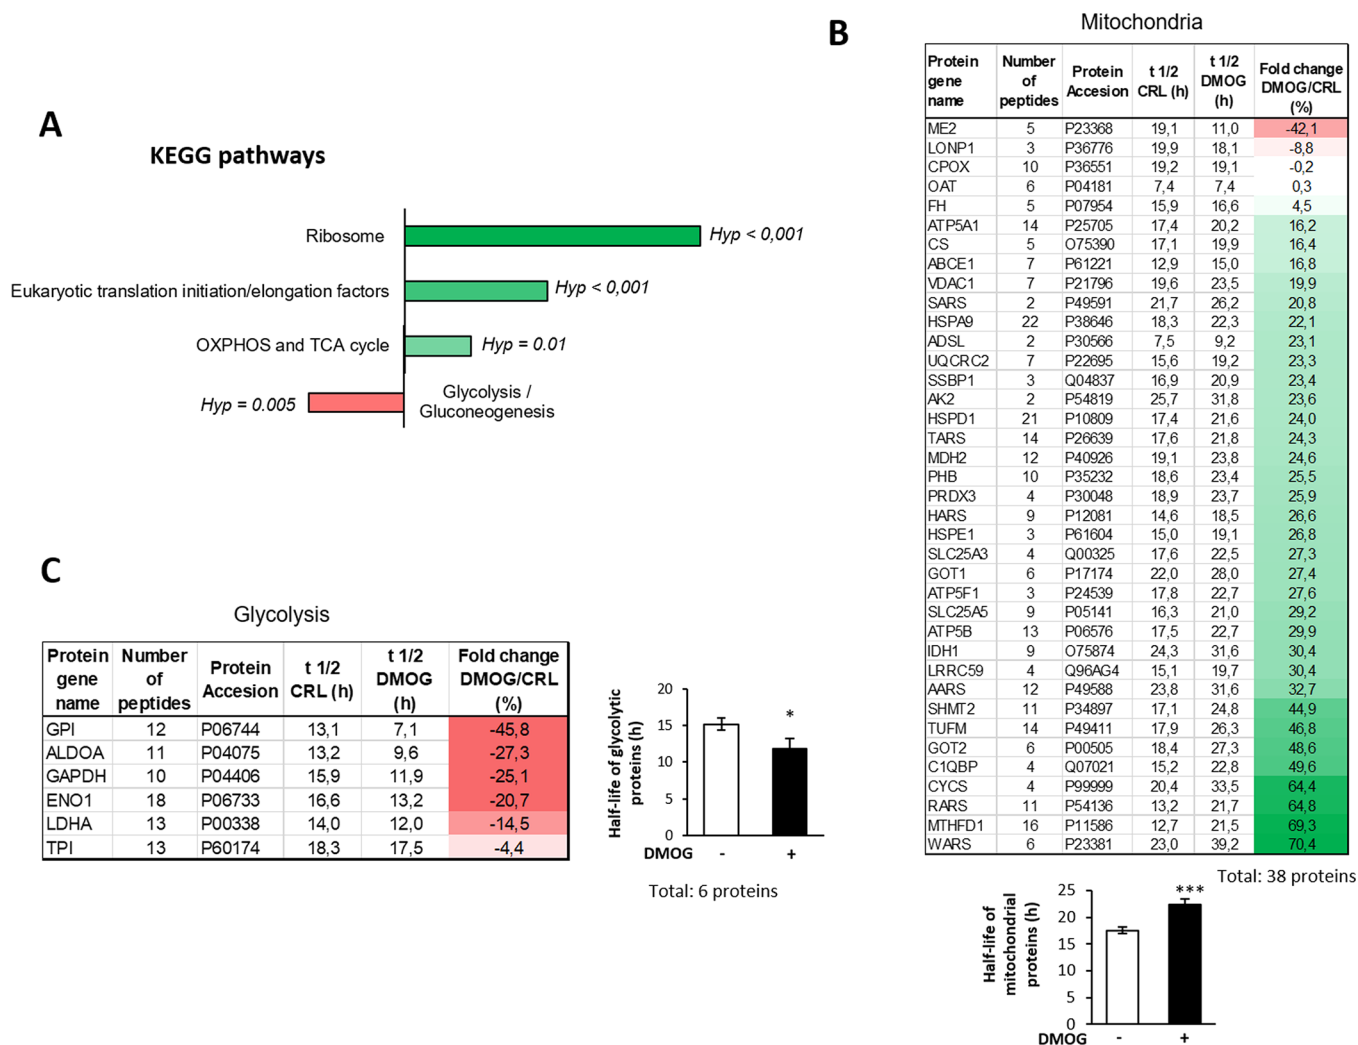 A
KEGG pathways
Ribosome
Hyp < 0,001
Eukaryotic translation initiation/elongation factors
Hyp < 0,001
OXPHOS and TCA cycle
Hyp = 0.01
Hyp = 0.005
Glycolysis /
Gluconeogenesis
B
Mitochondria
Protein gene name | Number of peptides | Protein Accesion | t 1/2 CRL (h) | t 1/2 DMOG (h) | Fold change DMOG/CRL (%)
ME2 5 P23368 19,1 11,0 -42,1
LONP1 3 P36776 19,9 18,1 -8,8
CPOX 10 P36551 19,2 19,1 -0,2
OAT 6 P04181 7,4 7,4 0,3
FH 5 P07954 15,9 16,6 4,5
ATP5A1 14 P25705 17,4 20,2 16,2
CS 5 O75390 17,1 19,9 16,4
ABCE1 7 P61221 12,9 15,0 16,8
VDAC1 7 P21796 19,6 23,5 19,9
SARS 2 P49591 21,7 26,2 20,8
HSPA9 22 P38646 18,3 22,3 22,1
ADSL 2 P30566 7,5 9,2 23,1
UQCRC2 7 P22695 15,6 19,2 23,3
SSBP1 3 Q04837 16,9 20,9 23,4
AK2 2 P54819 25,7 31,8 23,6
HSPD1 21 P10809 17,4 21,6 24,0
TARS 14 P26639 17,6 21,8 24,3
MDH2 12 P40926 19,1 23,8 24,6
PHB 10 P35232 18,6 23,4 25,5
PRDX3 4 P30048 18,9 23,7 25,9
HARS 9 P12081 14,6 18,5 26,6
HSPE1 3 P61604 15,0 19,1 26,8
SLC25A3 4 Q00325 17,6 22,5 27,3
GOT1 6 P17174 22,0 28,0 27,4
ATP5F1 3 P24539 17,8 22,7 27,6
SLC25A5 9 P05141 16,3 21,0 29,2
ATP5B 13 P06576 17,5 22,7 29,9
IDH1 9 O75874 24,3 31,6 30,4
LRRC59 4 Q96AG4 15,1 19,7 30,4
AARS 12 P49588 23,8 31,6 32,7
SHMT2 11 P34897 17,1 24,8 44,9
TUFM 14 P49411 17,9 26,3 46,8
GOT2 6 P00505 18,4 27,3 48,6
C1QBP 4 Q07021 15,2 22,8 49,6
CYCS 4 P99999 20,4 33,5 64,4
RARS 11 P54136 13,2 21,7 64,8
MTHFD1 16 P11586 12,7 21,5 69,3
WARS 6 P23381 23,0 39,2 70,4
Total: 38 proteins
Half-life of
mitochondrial
proteins (h)
25
20
15
10
5
0
***
DMOG - +
C
Glycolysis
Protein gene name | Number of peptides | Protein Accesion | t 1/2 CRL (h) | t 1/2 DMOG (h) | Fold change DMOG/CRL (%)
GPI 12 P06744 13,1 7,1 -45,8
ALDOA 11 P04075 13,2 9,6 -27,3
GAPDH 10 P04406 15,9 11,9 -25,1
ENO1 18 P06733 16,6 13,2 -20,7
LDHA 13 P00338 14,0 12,0 -14,5
TPI 13 P60174 18,3 17,5 -4,4
Half-life of glycolytic
proteins (h)
20
15
10
5
0
*
DMOG - +
Total: 6 proteins